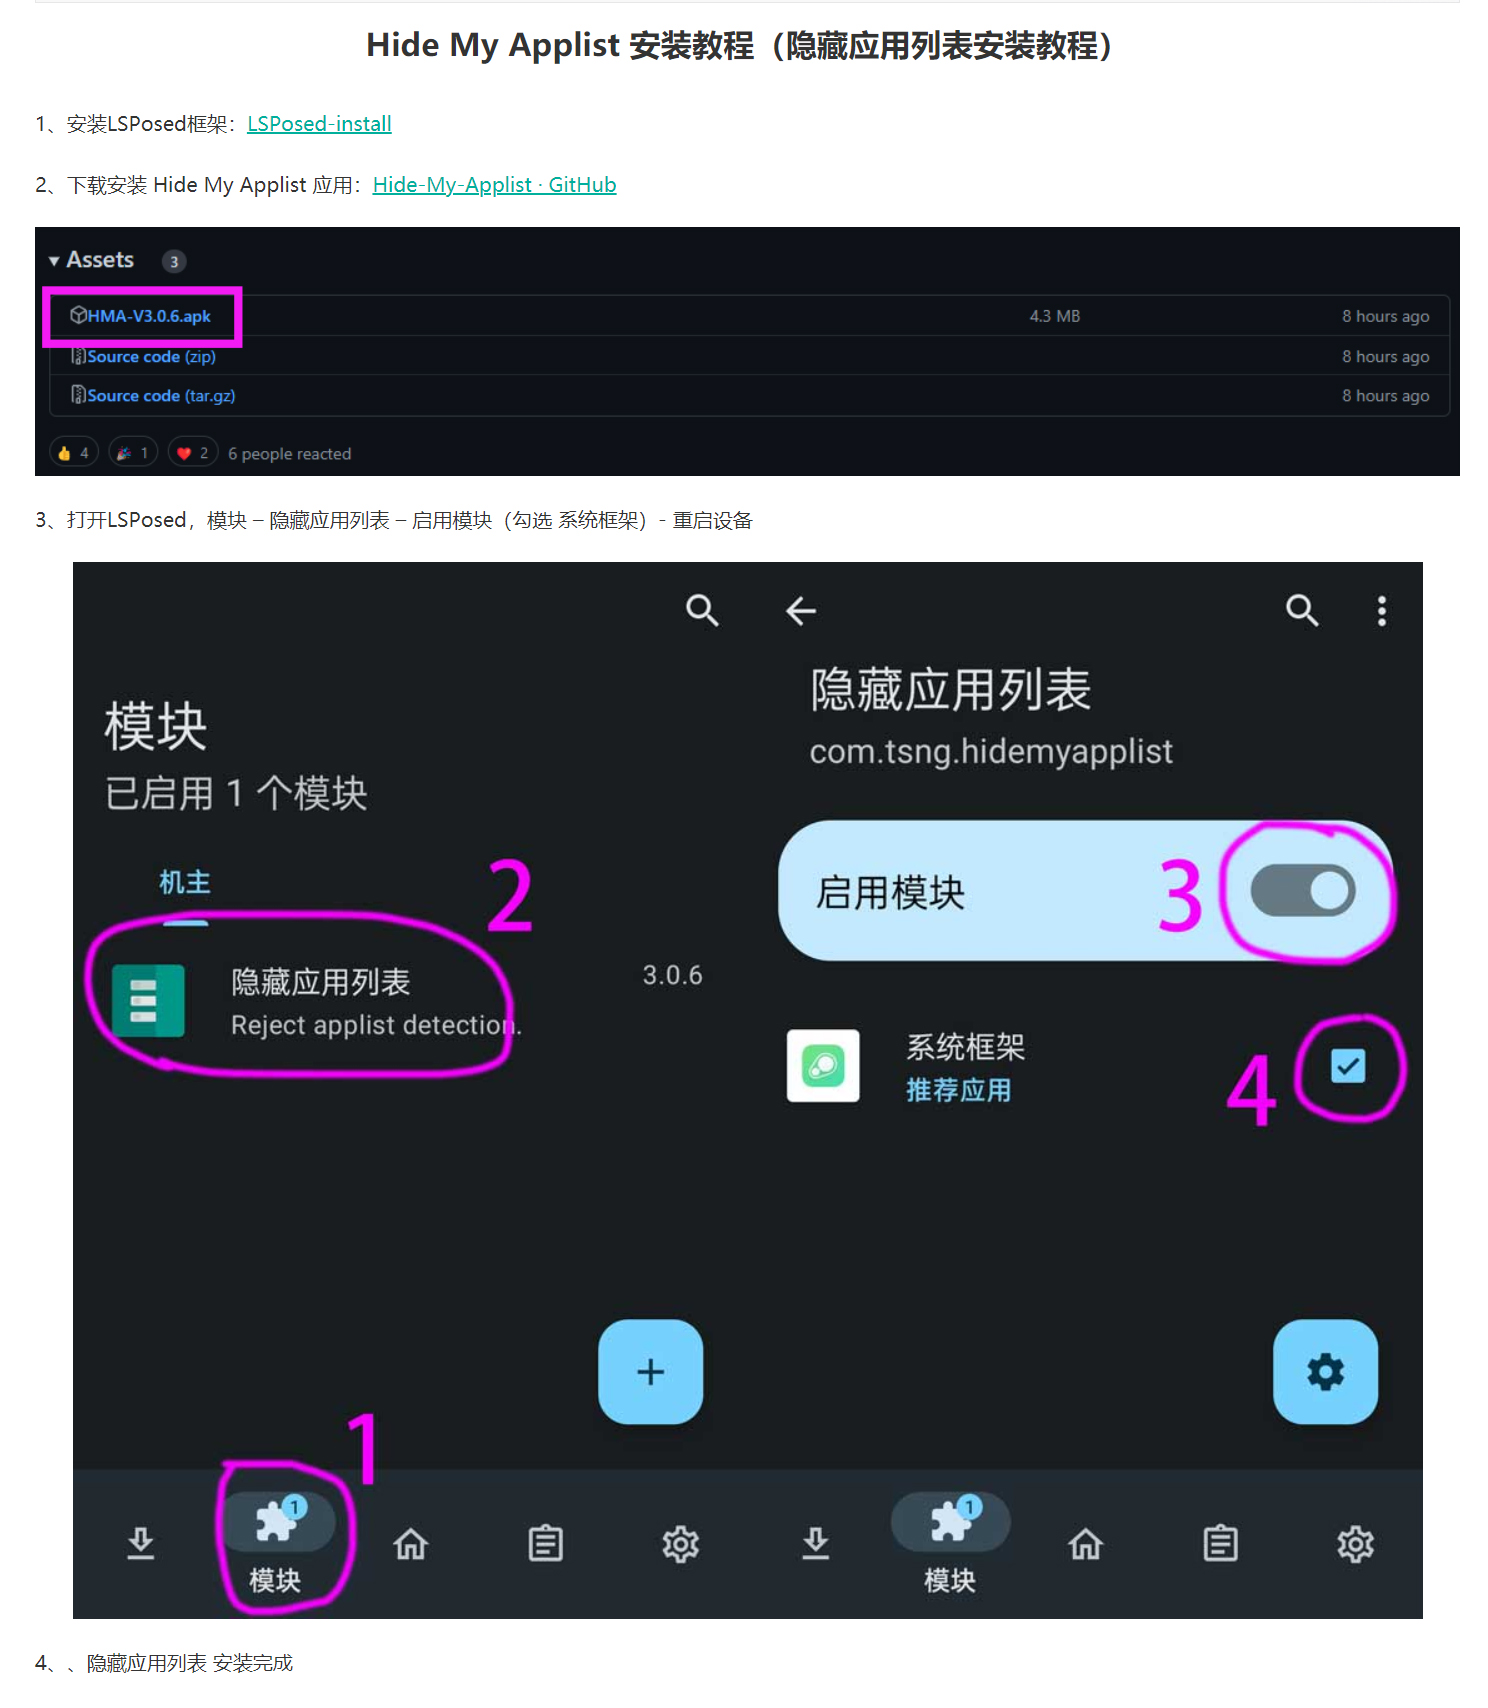 Hide My Applist 安装教程（隐藏应用列表安装教程）
1、安装LSPosed框架：LSPosed-install
2、下载安装 Hide My Applist 应用：Hide-My-Applist · GitHub
Assets 3
HMA-V3.0.6.apk 4.3 MB 8 hours ago
Source code (zip) 8 hours ago
Source code (tar.gz) 8 hours ago
4 1 2 6 people reacted
3、打开LSPosed，模块 – 隐藏应用列表 – 启用模块（勾选 系统框架）- 重启设备
模块
已启用 1 个模块
机主
2
隐藏应用列表
Reject applist detection.
3.0.6
1
1
模块
隐藏应用列表
com.tsng.hidemyapplist
启用模块
3
系统框架
推荐应用
4
1
模块
4、、隐藏应用列表 安装完成